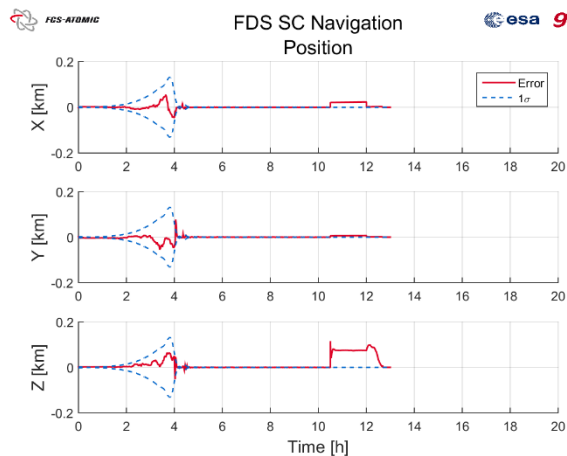 FGS-ATOMIC
FDS SC Navigation
Position
esa 9
X [km]
0.2
0
-0.2
Error
1σ
0 2 4 6 8 10 12 14 16 18 20
Y [km]
0.2
0
-0.2
0 2 4 6 8 10 12 14 16 18 20
Z [km]
0.2
0
-0.2
0 2 4 6 8 10 12 14 16 18 20
Time [h]